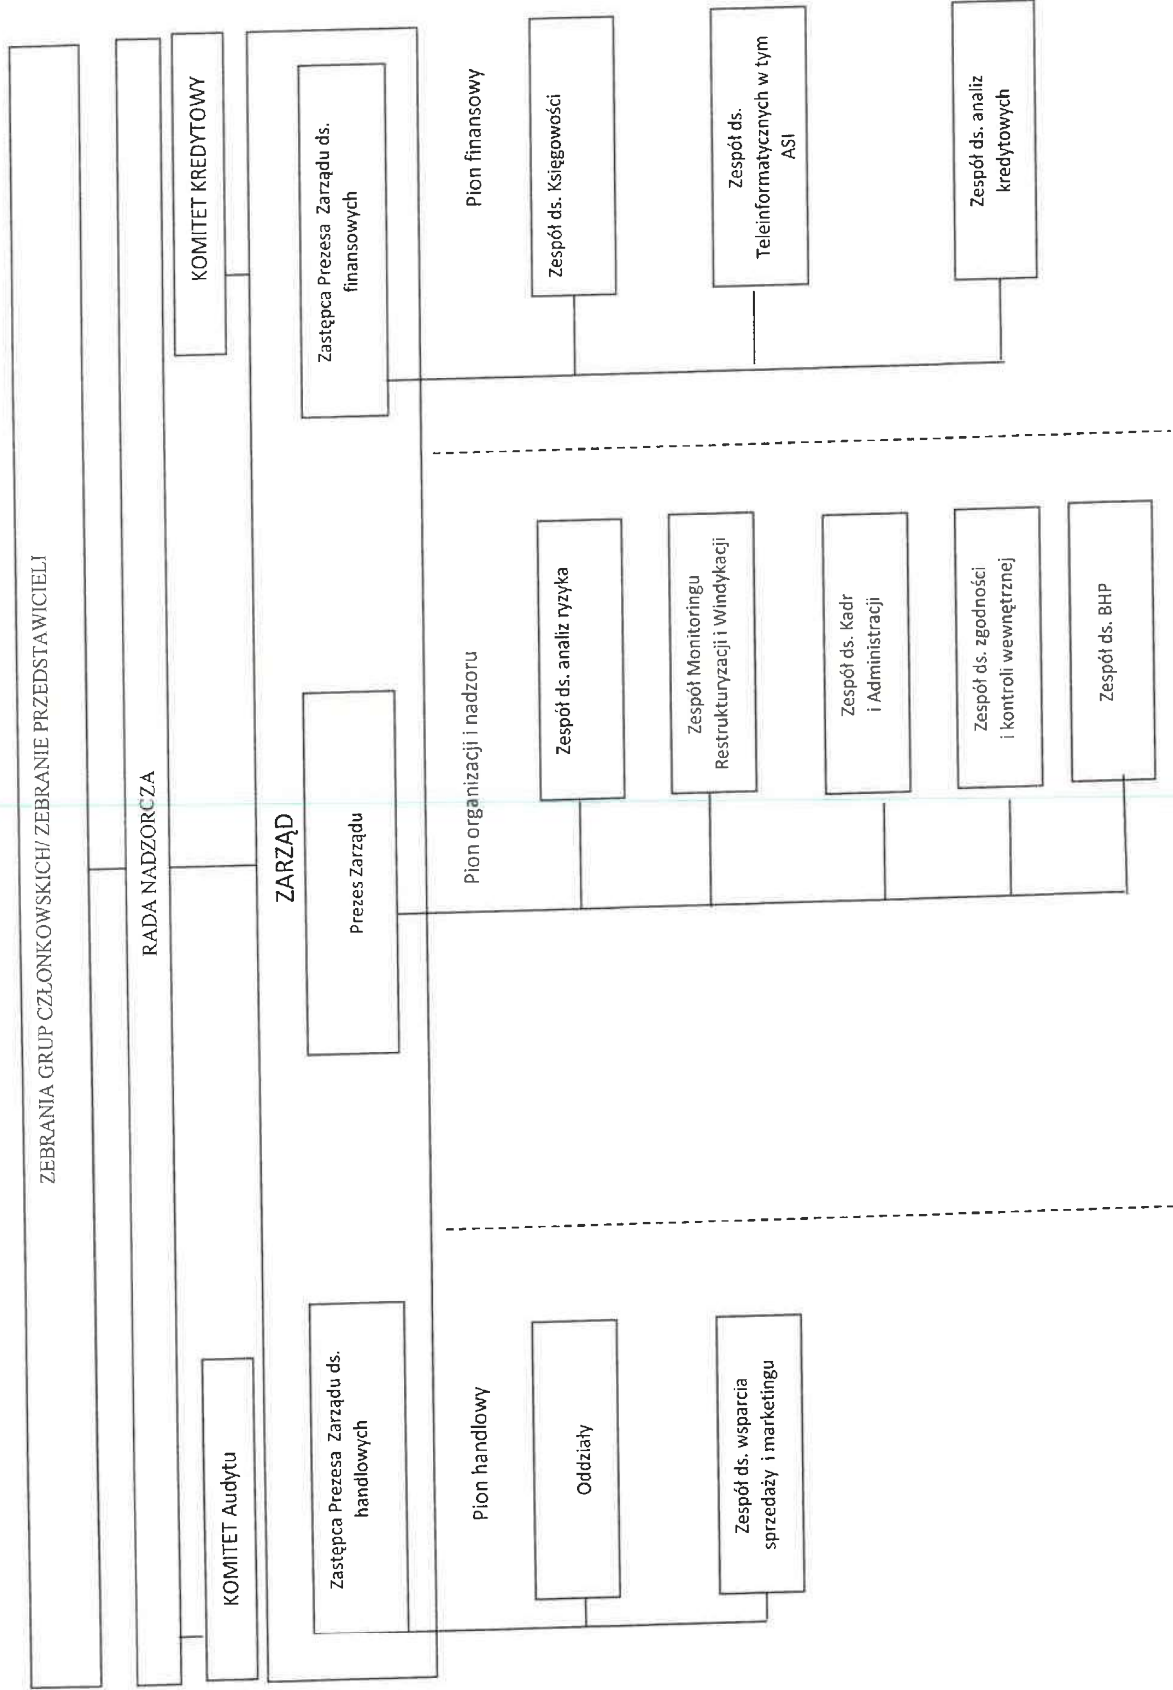 ZEBRANIA GRUP CZŁONKOWSKICH/ ZEBRANIE PRZEDSTAWICIELI
RADA NADZORCZA
KOMITET Audytu
KOMITET KREDYTOWY
ZARZĄD
Zastępca Prezesa Zarządu ds.
handlowych
Prezes Zarządu
Zastępca Prezesa Zarządu ds.
finansowych
Pion handlowy
Oddziały
Zespół ds. wsparcia
sprzedaży i marketingu
Pion organizacji i nadzoru
Zespół ds. analiz ryzyka
Zespół Monitoringu
Restrukturyzacji i Windykacji
Zespół ds. Kadr
i Administracji
Zespół ds. zgodności
i kontroli wewnętrznej
Zespół ds. BHP
Pion finansowy
Zespół ds. Księgowości
Zespół ds.
Teleinformatycznych w tym
ASI
Zespół ds. analiz
kredytowych